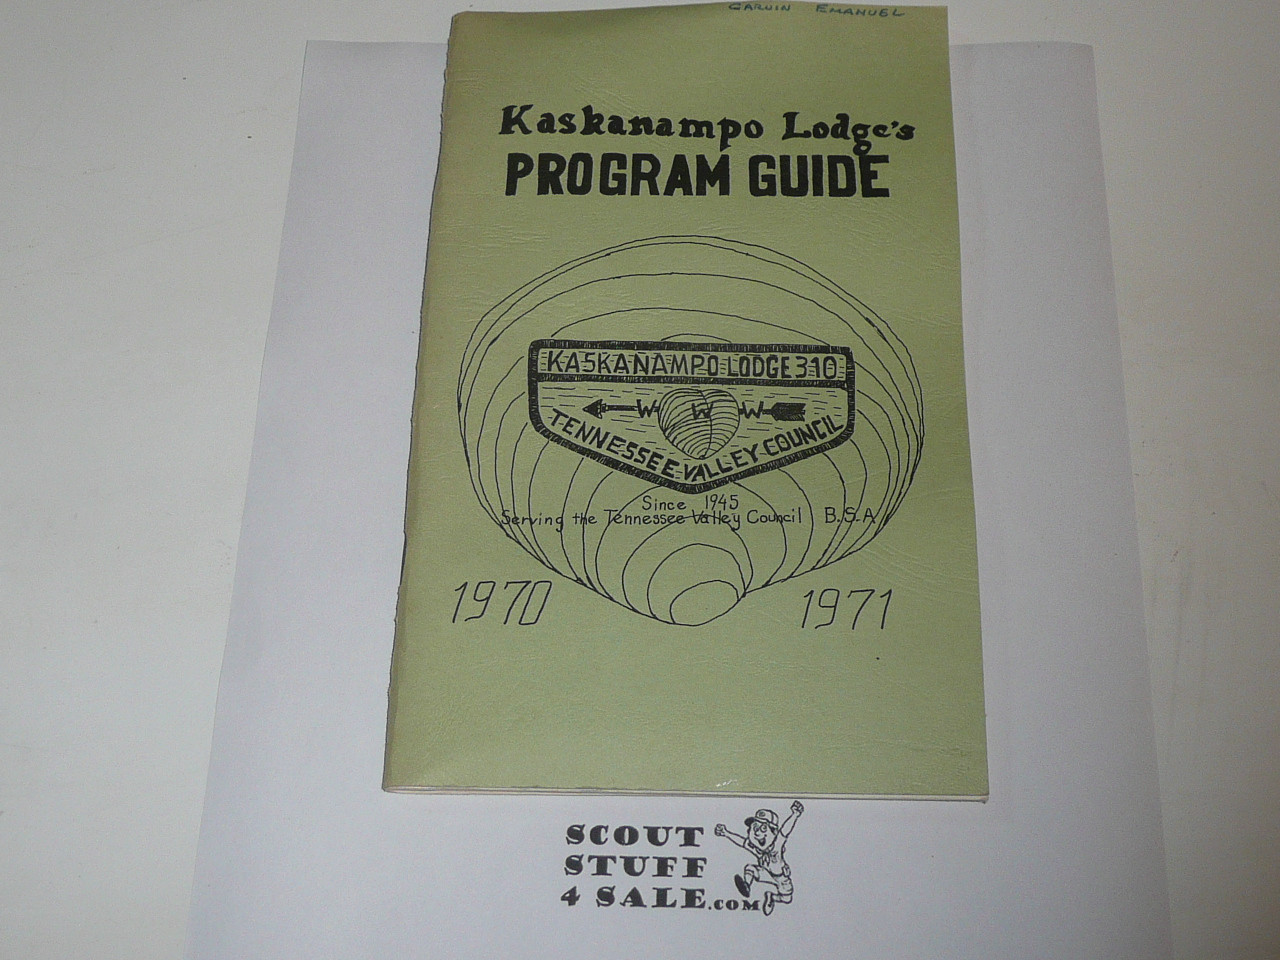 GARVIN EMANUEL
Kaskanampo Lodge's
PROGRAM GUIDE
KASKANAMPO LODGE 310
W W W
TENNESSEE VALLEY COUNCIL
Since 1945
Serving the Tennessee Valley Council B.S.A
1970 1971
SCOUT
STUFF
4 SALE.COM